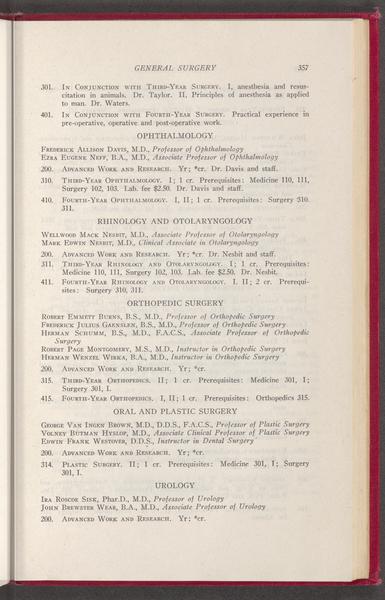 GENERAL SURGERY 357
301. IN CONJUNCTION WITH THIRD-YEAR SURGERY. I, anesthesia and resus-
citation in animals. Dr. Taylor. II, Principles of anesthesia as applied
to man. Dr. Waters.
401. IN CONJUNCTION WITH FOURTH-YEAR SURGERY. Practical experience in
pre-operative, operative and post-operative work.
OPHTHALMOLOGY
FREDERICK ALLISON DAVIS, M.D., Professor of Ophthalmology
EZRA EUGENE NEFF, B.A., M.D., Associate Professor of Ophthalmology
200. ADVANCED WORK AND RESEARCH. Yr; *cr. Dr. Davis and staff.
310. THIRD-YEAR OPHTHALMOLOGY. I; 1 cr. Prerequisites: Medicine 110, 111,
Surgery 102, 103. Lab. fee $2.50. Dr. Davis and staff.
410. FOURTH-YEAR OPHTHALMOLOGY. I, II; 1 cr. Prerequisites: Surgery 310.
311.
RHINOLOGY AND OTOLARYNGOLOGY
WELLWOOD MACK NESBIT, M.D., Associate Professor of Otolaryngology
MARK EDWIN NESBIT, M.D., Clinical Associate in Otolaryngology
200. ADVANCED WORK AND RESEARCH. Yr; *cr. Dr. Nesbit and staff.
311. THIRD-YEAR RHINOLOGY AND OTOLARYNGOLOGY. I; 1 cr. Prerequisites:
Medicine 110, 111, Surgery 102, 103. Lab. fee $2.50. Dr. Nesbit.
411. FOURTH-YEAR RHINOLOGY AND OTOLARYNGOLOGY. I, II; 2 cr. Prerequi-
sites: Surgery 310, 311.
ORTHOPEDIC SURGERY
ROBERT EMMETT BURNS, B.S., M.D., Professor of Orthopedic Surgery
FREDERICK JULIUS GAENSLEN, B.S., M.D., Professor of Orthopedic Surgery
HERMAN SCHUMM, B.S., M.D., F.A.C.S., Associate Professor of Orthopedic
Surgery
ROBERT PAGE MONTGOMERY, M.S., M.D., Instructor in Orthopedic Surgery
HERMAN WENZEL WIRKA, B.A., M.D., Instructor in Orthopedic Surgery
200. ADVANCED WORK AND RESEARCH. Yr; *cr.
315. THIRD-YEAR ORTHOPEDICS. II; 1 cr. Prerequisites: Medicine 301, I;
Surgery 301, I.
415. FOURTH-YEAR ORTHOPEDICS. I, II; 1 cr. Prerequisites: Orthopedics 315.
ORAL AND PLASTIC SURGERY
GEORGE VAN INGEN BROWN, M.D., D.D.S., F.A.C.S., Professor of Plastic Surgery
VOLNEY BUTMAN HYSLOP, M.D., Associate Clinical Professor of Plastic Surgery
EDWIN FRANK WESTOVER, D.D.S., Instructor in Dental Surgery
200. ADVANCED WORK AND RESEARCH. Yr; *cr.
314. PLASTIC SURGERY. II; 1 cr. Prerequisites: Medicine 301, I; Surgery
301, I.
UROLOGY
IRA ROSCOE SISK, Phar.D., M.D., Professor of Urology
JOHN BREWSTER WEAR, B.A., M.D., Associate Professor of Urology
200. ADVANCED WORK AND RESEARCH. Yr; *cr.